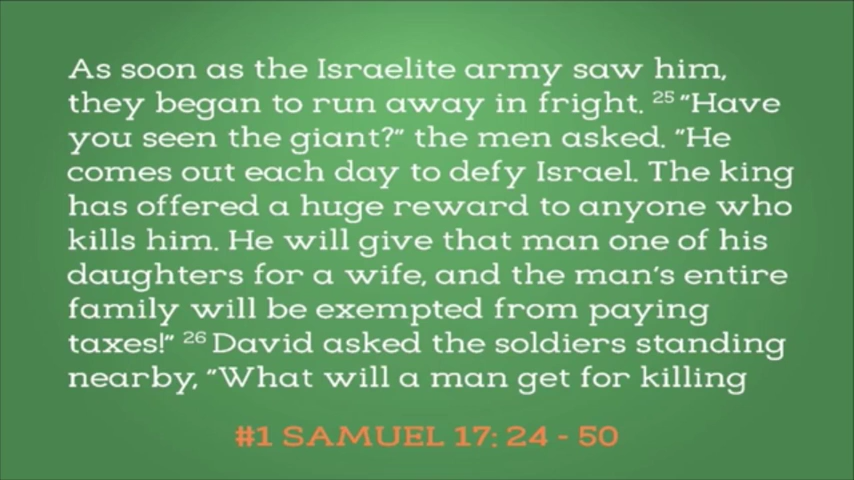 As soon as the Israelite army saw him,
they began to run away in fright. ²⁵ "Have
you seen the giant?" the men asked. "He
comes out each day to defy Israel. The king
has offered a huge reward to anyone who
kills him. He will give that man one of his
daughters for a wife, and the man's entire
family will be exempted from paying
taxes!" ²⁶ David asked the soldiers standing
nearby, "What will a man get for killing
#1 SAMUEL 17: 24 - 50